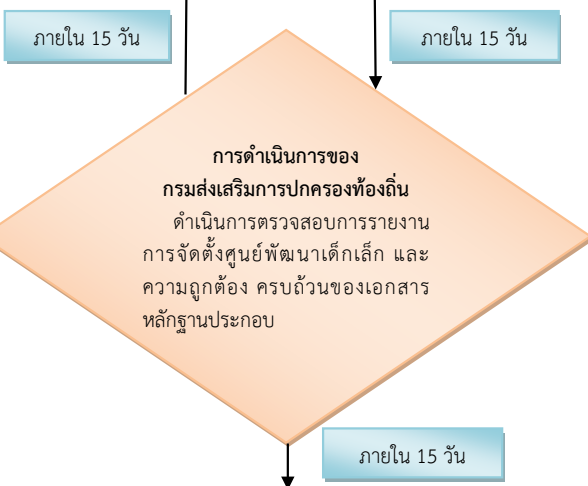 ภายใน 15 วัน
ภายใน 15 วัน
การดำเนินการของ
กรมส่งเสริมการปกครองท้องถิ่น
ดำเนินการตรวจสอบการรายงาน
การจัดตั้งศูนย์พัฒนาเด็กเล็ก และ
ความถูกต้อง ครบถ้วนของเอกสาร
หลักฐานประกอบ
ภายใน 15 วัน